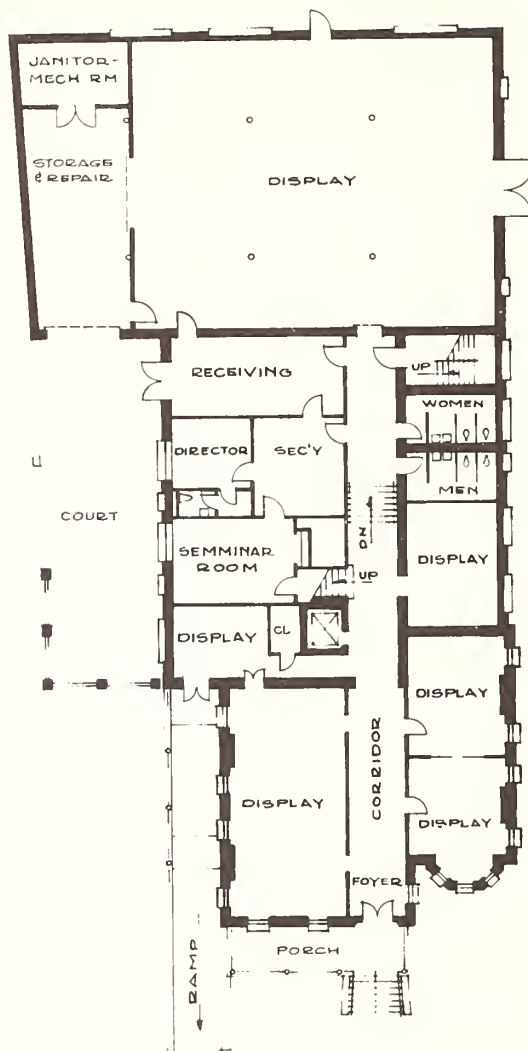 JANITOR-
MECH RM
STORAGE
& REPAIR
DISPLAY
RECEIVING
UP
WOMEN
DIRECTOR
SEC'Y
MEN
COURT
DN
SEMMINAR
ROOM
UP
DISPLAY
DISPLAY
CL
DISPLAY
CORRIDOR
DISPLAY
DISPLAY
FOYER
PORCH
RAMP